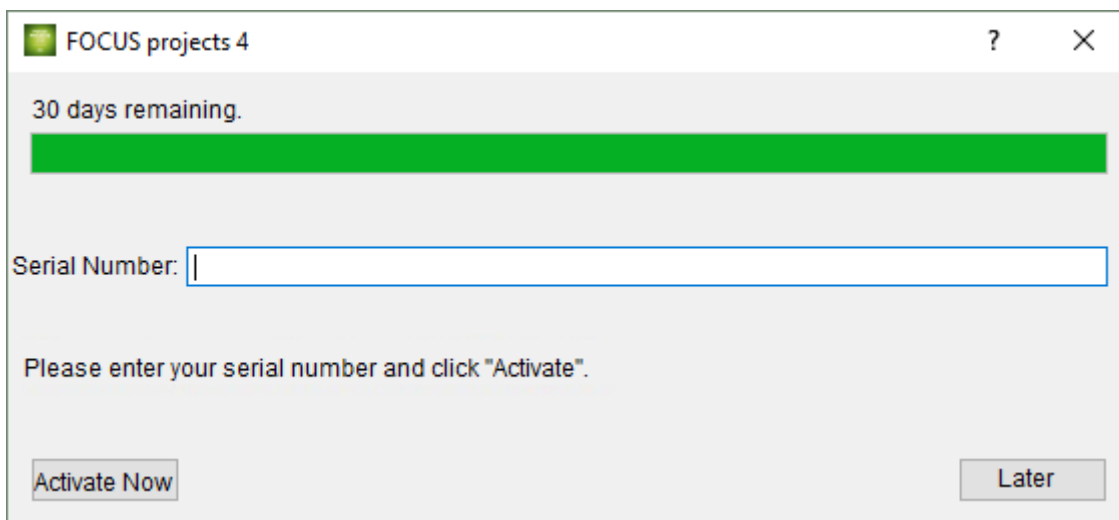 FOCUS projects 4 ?
30 days remaining.
Serial Number:
Please enter your serial number and click "Activate".
Activate Now Later